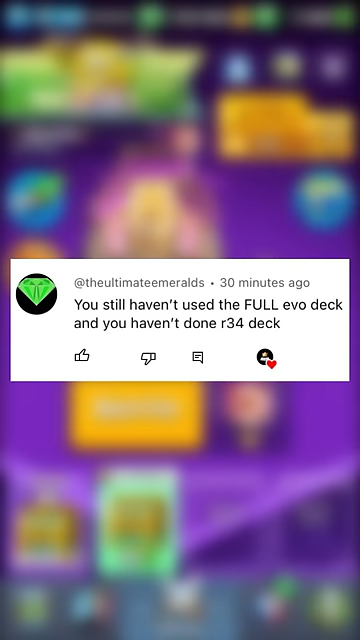 @theultimateemeralds • 30 minutes ago
You still haven’t used the FULL evo deck
and you haven’t done r34 deck